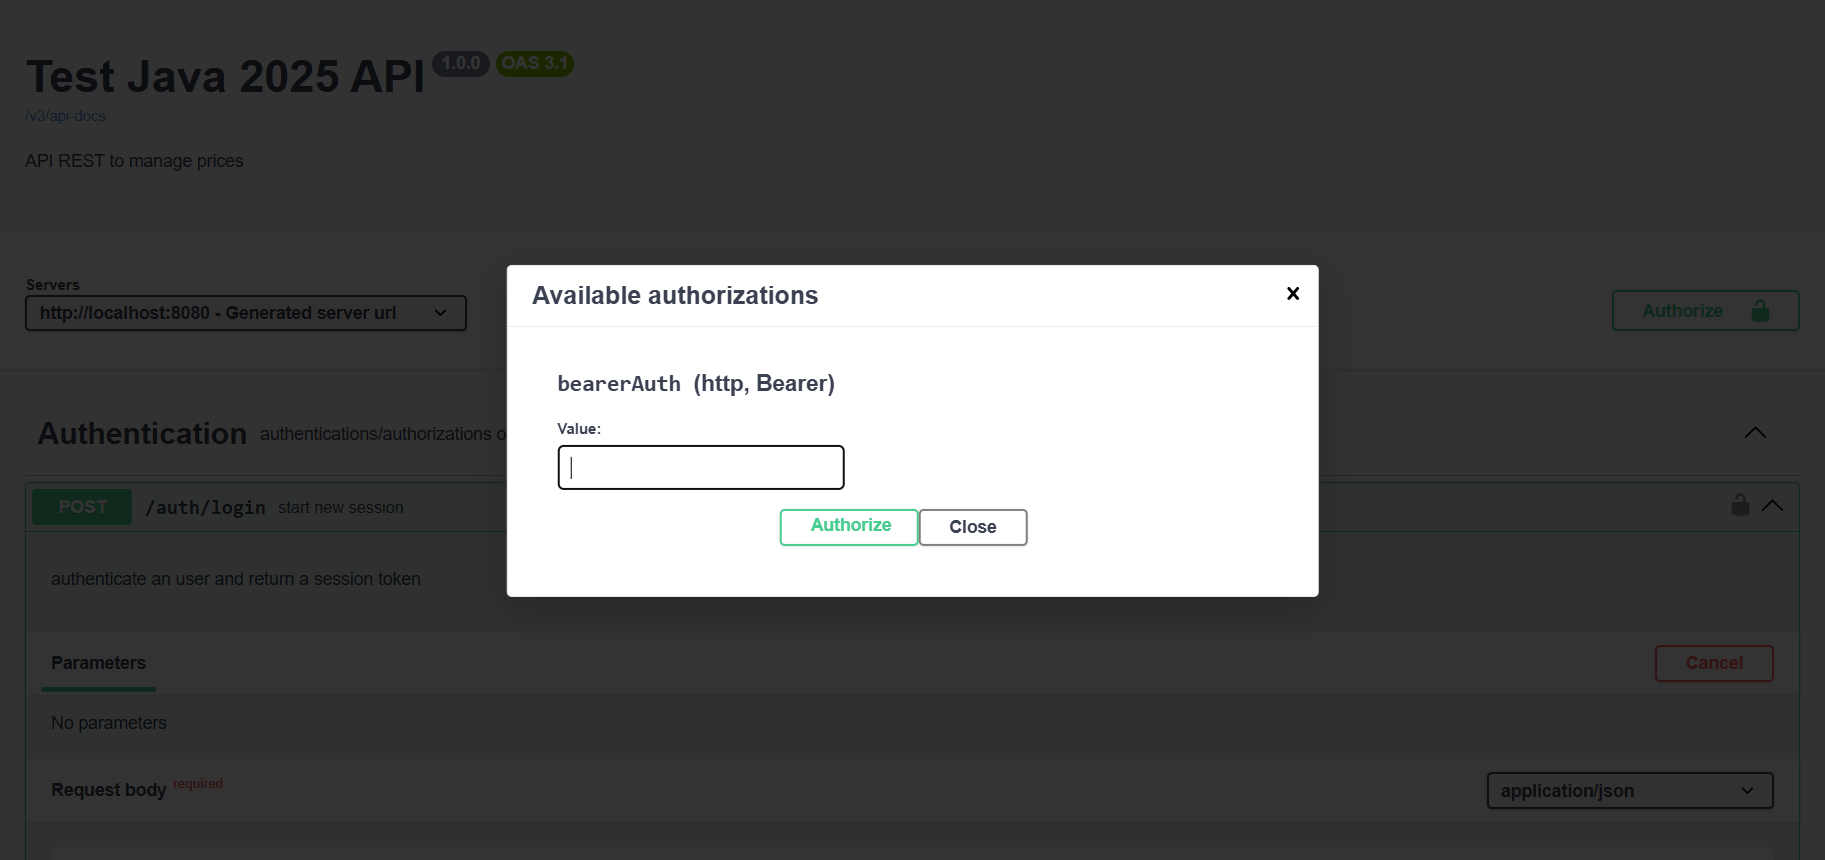 Test Java 2025 API 1.0.0 OAS 3.1
/v3/api-docs
API REST to manage prices
Servers
http://localhost:8080 - Generated server url
Authorize
Available authorizations
bearerAuth (http, Bearer)
Value:
Authorize
Close
Authentication authentications/authorizations o
POST /auth/login start new session
authenticate an user and return a session token
Parameters
Cancel
No parameters
Request body required
application/json